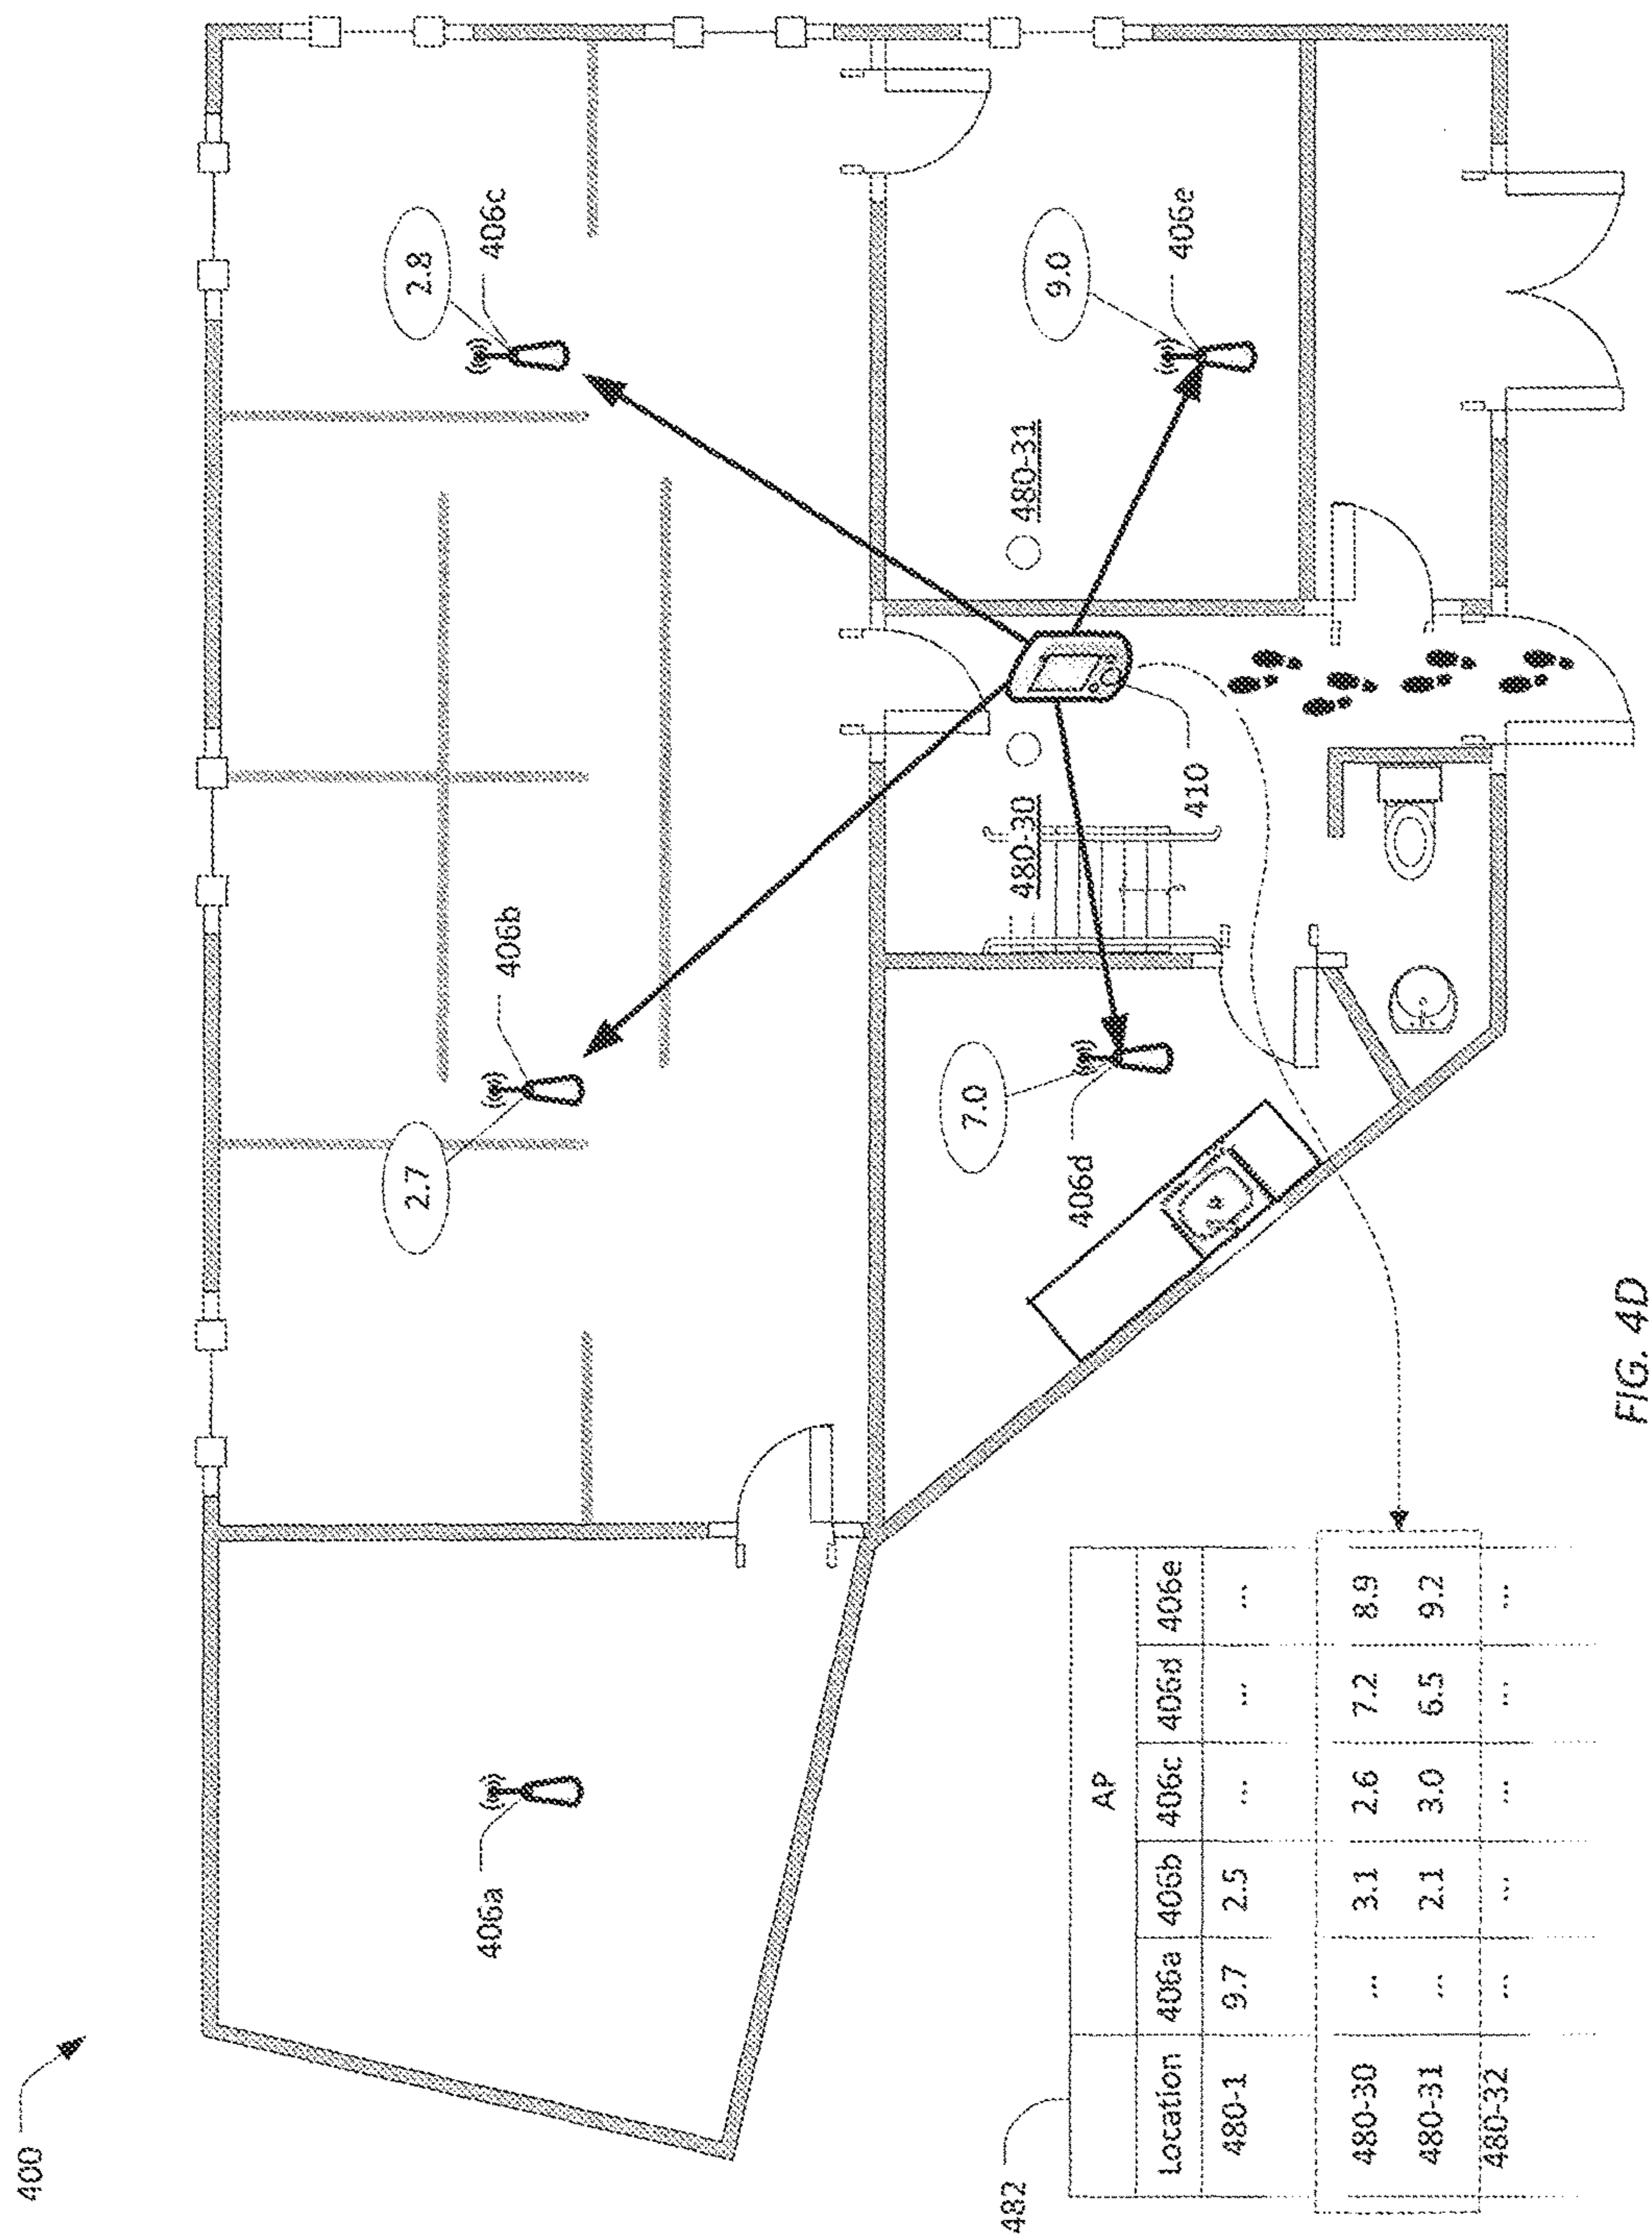 400
406a
406b
2.7
406c
2.8
406d
7.0
406e
9.0
480-30
480-31
410
482
AP
Location 406a 406b 406c 406d 406e
480-1 9.7 2.5 ... ... ...
480-30 ... 3.1 2.6 7.2 8.9
480-31 ... 2.1 3.0 6.5 9.2
480-32 ... ... ... ... ...
FIG. 4D